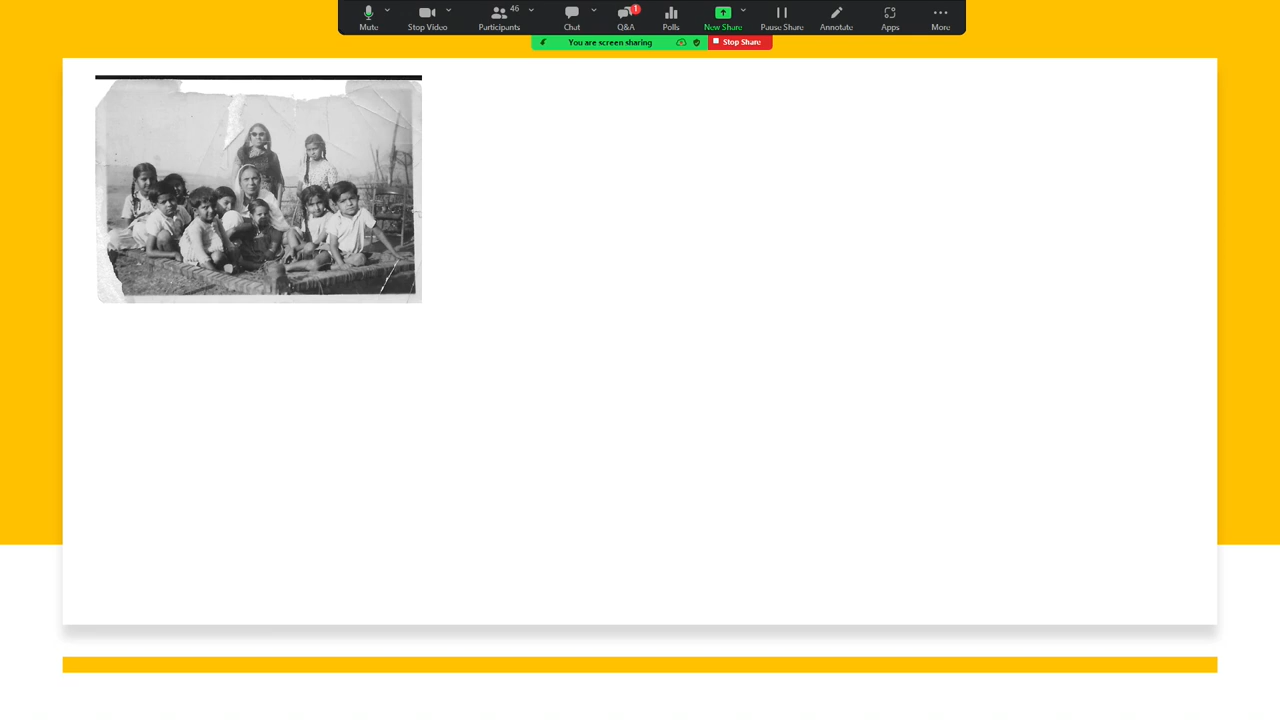 Mute
Stop Video
Participants
46
Chat
Q&A
1
Polls
New Share
Pause Share
Annotate
Apps
More
You are screen sharing
Stop Share